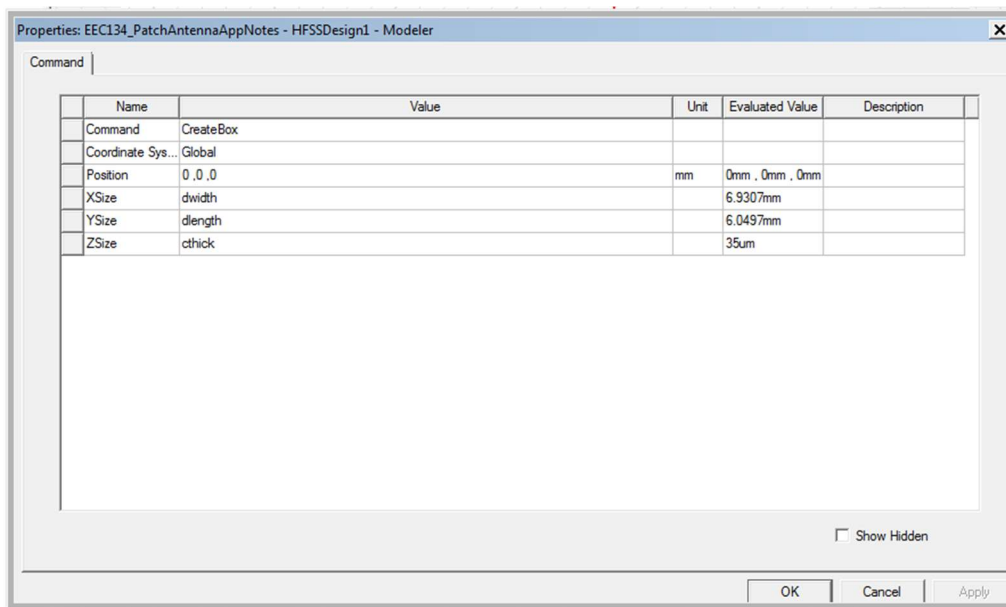 Properties: EEC134_PatchAntennaAppNotes - HFSSDesign1 - Modeler
Command
Name Value Unit Evaluated Value Description
Command CreateBox
Coordinate Sys... Global
Position 0 ,0 ,0 mm 0mm , 0mm , 0mm
XSize dwidth 6.9307mm
YSize dlength 6.0497mm
ZSize cthick 35um
Show Hidden
OK Cancel Apply